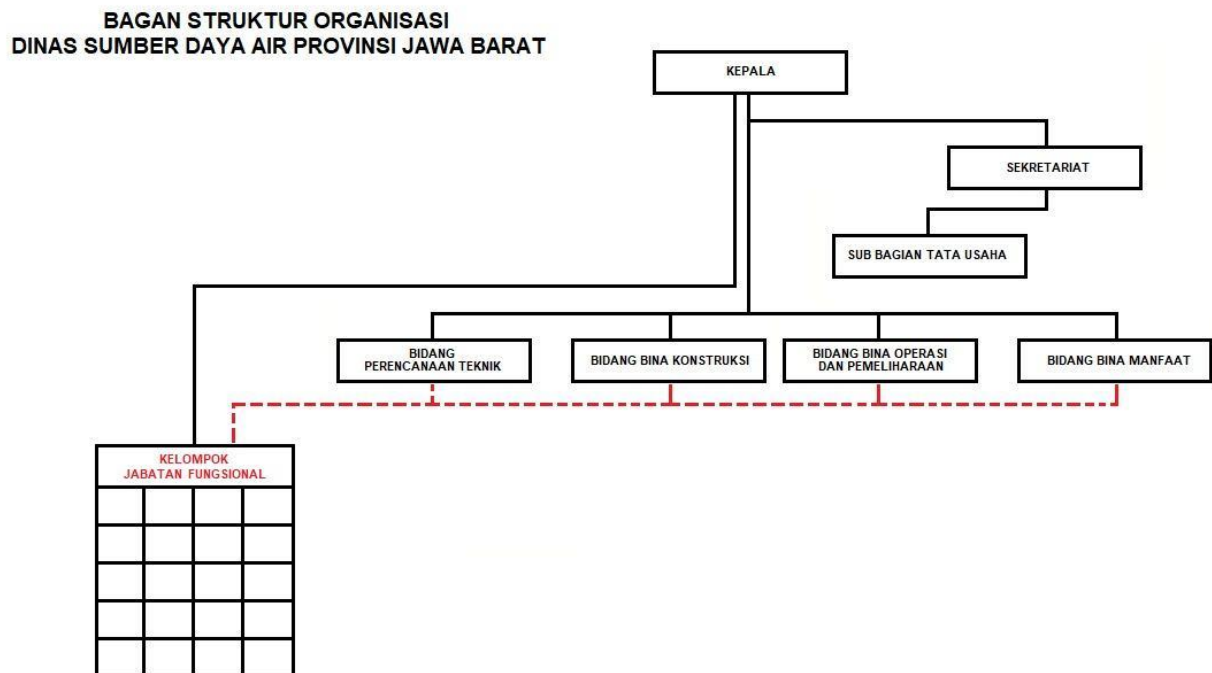 BAGAN STRUKTUR ORGANISASI
DINAS SUMBER DAYA AIR PROVINSI JAWA BARAT
KEPALA
SEKRETARIAT
SUB BAGIAN TATA USAHA
BIDANG
PERENCANAAN TEKNIK
BIDANG BINA KONSTRUKSI
BIDANG BINA OPERASI
DAN PEMELIHARAAN
BIDANG BINA MANFAAT
KELOMPOK
JABATAN FUNGSIONAL